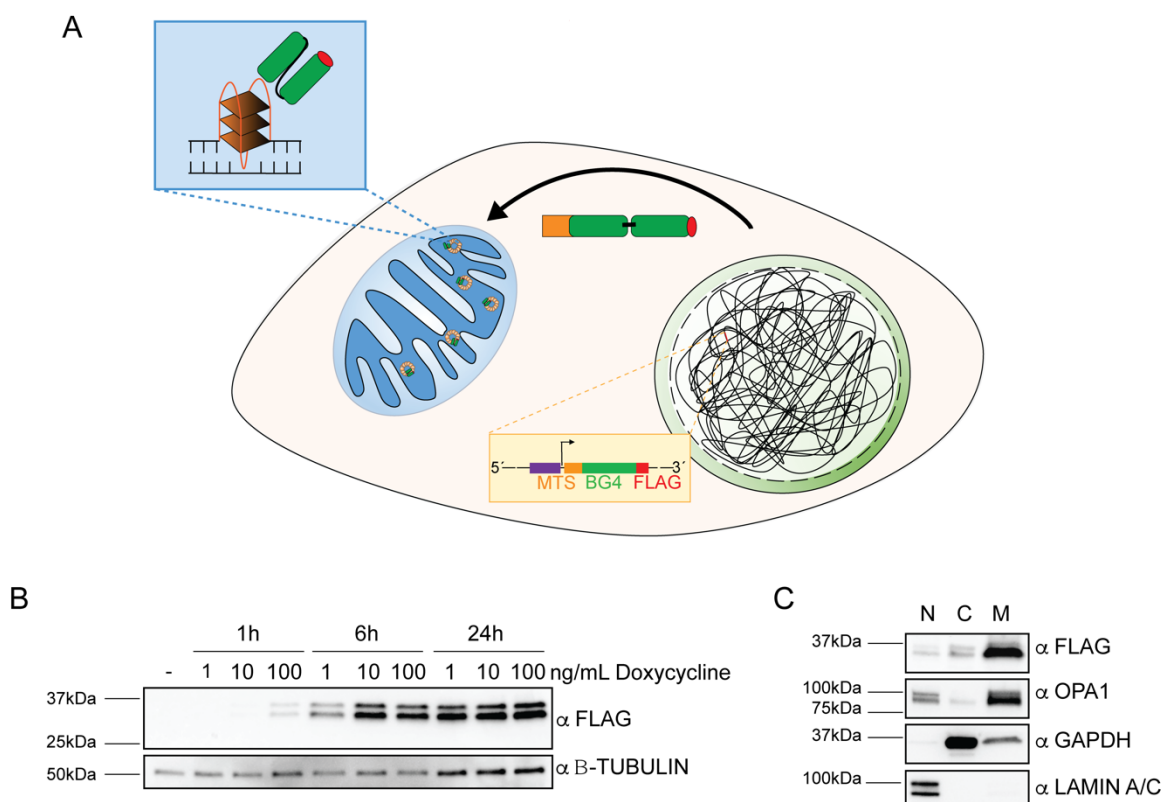 A
5´
3´
MTS BG4 FLAG
B
1h 6h 24h
- 1 10 100 1 10 100 1 10 100 ng/mL Doxycycline
37kDa
α FLAG
25kDa
50kDa
α B-TUBULIN
C
N C M
37kDa
α FLAG
100kDa
α OPA1
75kDa
37kDa
α GAPDH
100kDa
α LAMIN A/C